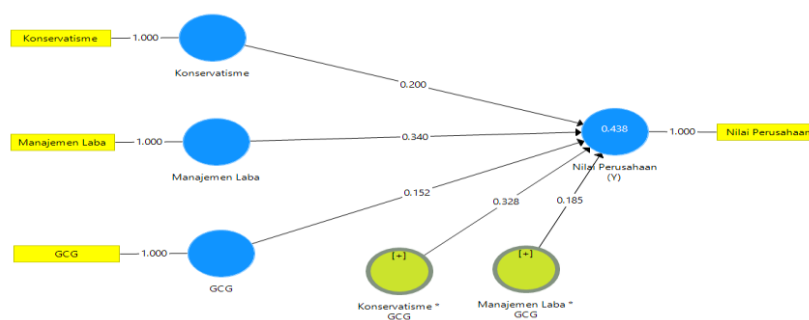 Konservatisme
1.000
Konservatisme
0.200
Manajemen Laba
1.000
Manajemen Laba
0.340
0.438
Nilai Perusahaan
(Y)
1.000
Nilai Perusahaan
0.152
0.328
0.185
GCG
1.000
GCG
[+]
Konservatisme *
GCG
[+]
Manajemen Laba *
GCG